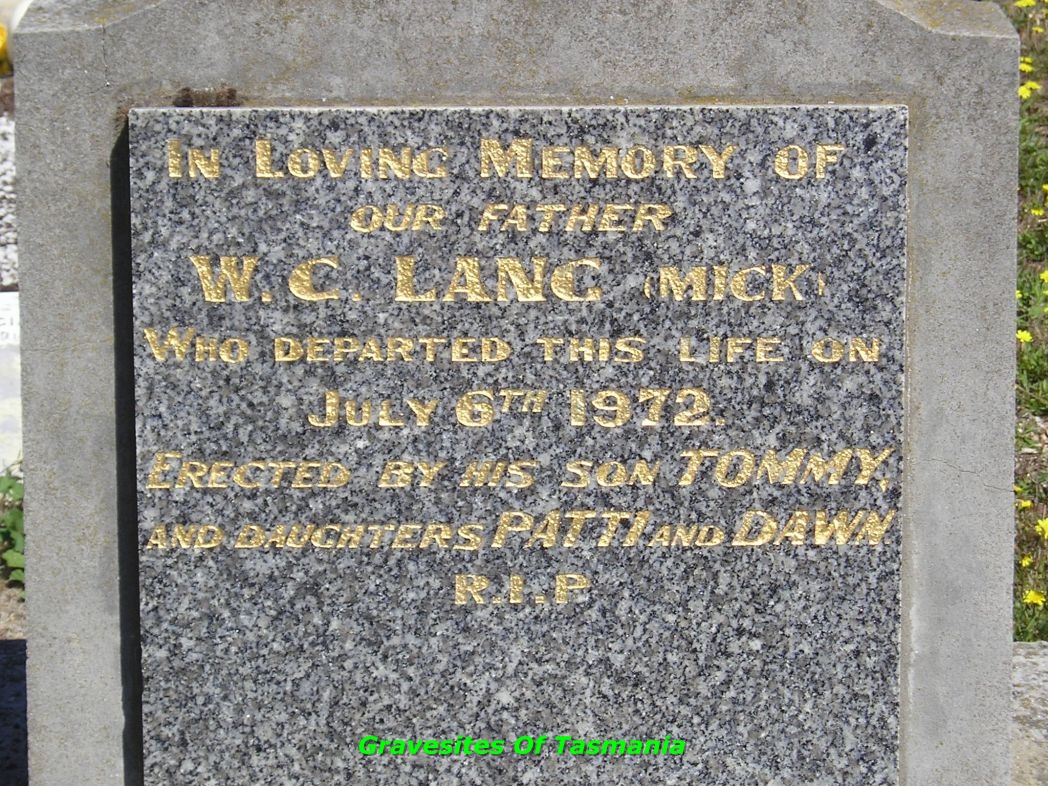 In Loving Memory of
OUR FATHER
W. C. LANG (MICK)
WHO DEPARTED THIS LIFE ON
JULY 6TH 1972.
ERECTED BY HIS SON TOMMY,
AND DAUGHTERS PATTI AND DAWN
R.I.P
Gravesites Of Tasmania